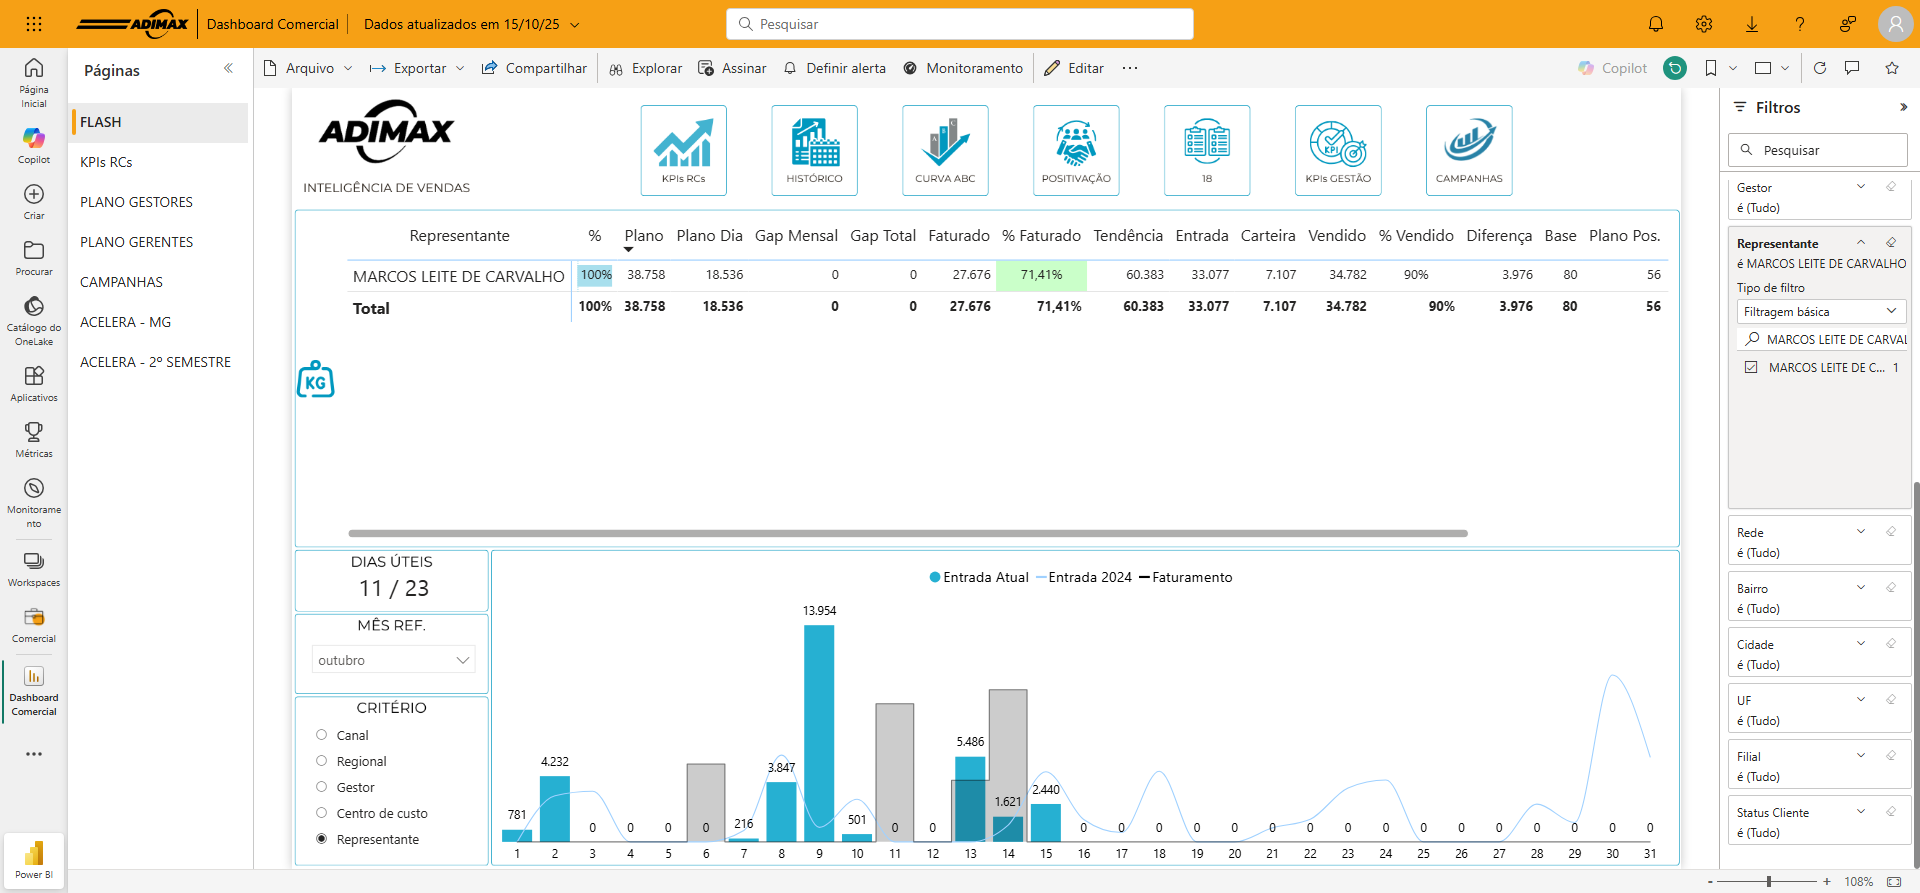 ADIMAX
Dashboard Comercial
Dados atualizados em 15/10/25
Pesquisar
Página Inicial
Copilot
Criar
Procurar
Catálogo do OneLake
Aplicativos
Métricas
Monitoramento
Workspaces
Comercial
Dashboard Comercial
Power BI
Páginas
FLASH
KPIs RCs
PLANO GESTORES
PLANO GERENTES
CAMPANHAS
ACELERA - MG
ACELERA - 2º SEMESTRE
Arquivo Exportar Compartilhar Explorar Assinar Definir alerta Monitoramento Editar ... Copilot
ADIMAX
INTELIGÊNCIA DE VENDAS
KPIs RCs
HISTÓRICO
A B C
CURVA ABC
POSITIVAÇÃO
18
KPI
KPIs GESTÃO
CAMPANHAS
Representante % Plano Plano Dia Gap Mensal Gap Total Faturado % Faturado Tendência Entrada Carteira Vendido % Vendido Diferença Base Plano Pos.
MARCOS LEITE DE CARVALHO 100% 38.758 18.536 0 0 27.676 71,41% 60.383 33.077 7.107 34.782 90% 3.976 80 56
Total 100% 38.758 18.536 0 0 27.676 71,41% 60.383 33.077 7.107 34.782 90% 3.976 80 56
KG
DIAS ÚTEIS
11 / 23
MÊS REF.
outubro
CRITÉRIO
Canal
Regional
Gestor
Centro de custo
Representante
Entrada Atual Entrada 2024 Faturamento
781 4.232 0 0 0 0 216 3.847 13.954 501 0 0 5.486 1.621 2.440 0 0 0 0 0 0 0 0 0 0 0 0 0 0 0 0
1 2 3 4 5 6 7 8 9 10 11 12 13 14 15 16 17 18 19 20 21 22 23 24 25 26 27 28 29 30 31
Filtros
Pesquisar
Gestor
é (Tudo)
Representante
é MARCOS LEITE DE CARVALHO
Tipo de filtro
Filtragem básica
MARCOS LEITE DE CARVAL
MARCOS LEITE DE C... 1
Rede
é (Tudo)
Bairro
é (Tudo)
Cidade
é (Tudo)
UF
é (Tudo)
Filial
é (Tudo)
Status Cliente
é (Tudo)
- + 108%